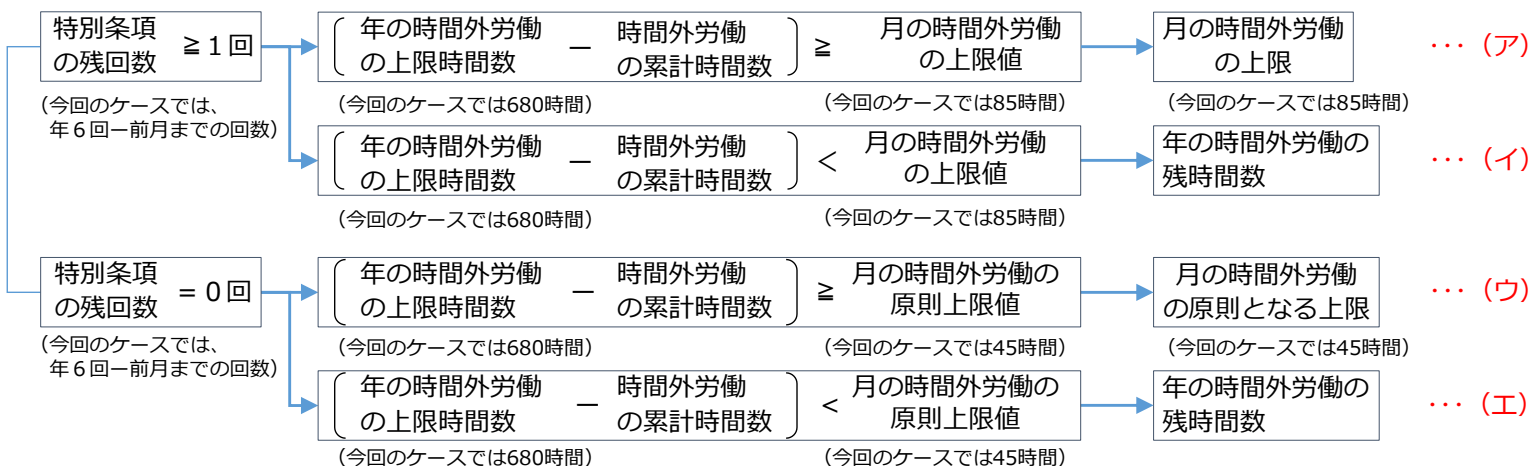 特別条項
の残回数 ≧１回
（今回のケースでは、
年６回ー前月までの回数）
年の時間外労働
の上限時間数
ー
時間外労働
の累計時間数
≧
月の時間外労働
の上限値
月の時間外労働
の上限
･･･（ア）
（今回のケースでは680時間）
（今回のケースでは85時間）
（今回のケースでは85時間）
年の時間外労働
の上限時間数
ー
時間外労働
の累計時間数
＜
月の時間外労働
の上限値
年の時間外労働の
残時間数
･･･（イ）
（今回のケースでは680時間）
（今回のケースでは85時間）
特別条項
の残回数 ＝０回
（今回のケースでは、
年６回ー前月までの回数）
年の時間外労働
の上限時間数
ー
時間外労働
の累計時間数
≧
月の時間外労働の
原則上限値
月の時間外労働
の原則となる上限
･･･（ウ）
（今回のケースでは680時間）
（今回のケースでは45時間）
（今回のケースでは45時間）
年の時間外労働
の上限時間数
ー
時間外労働
の累計時間数
＜
月の時間外労働の
原則上限値
年の時間外労働の
残時間数
･･･（エ）
（今回のケースでは680時間）
（今回のケースでは45時間）